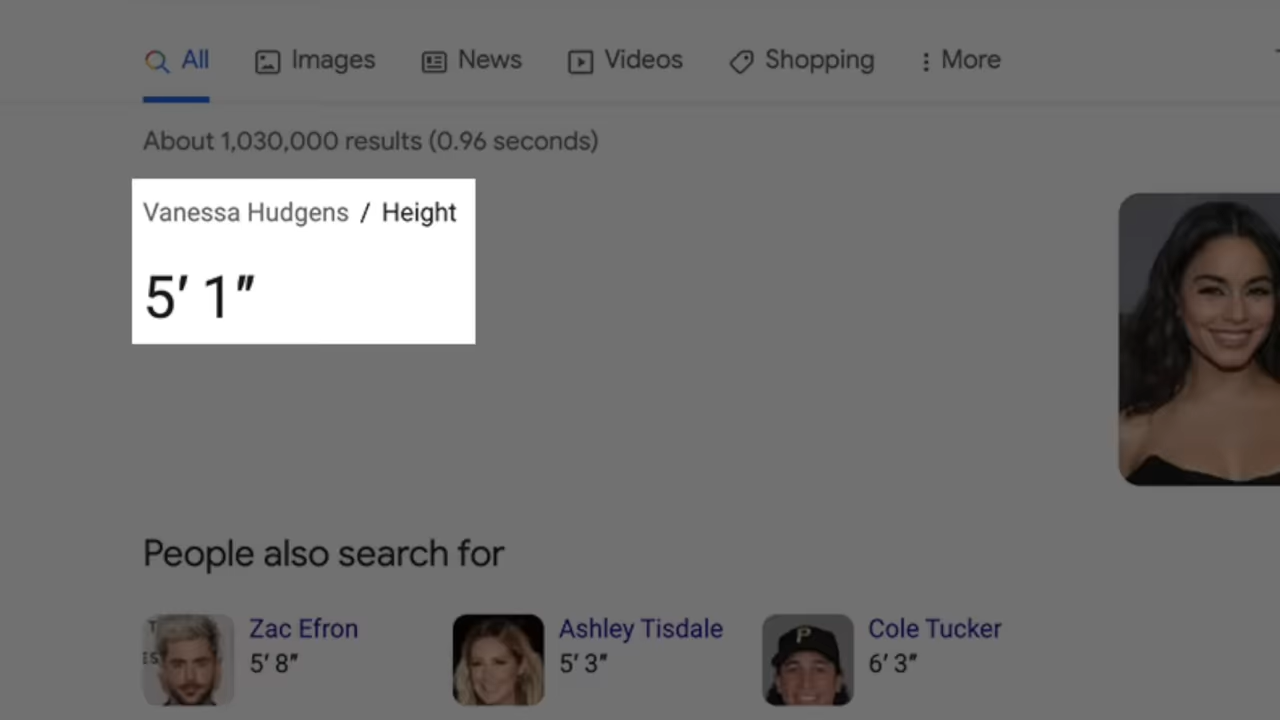 All Images News Videos Shopping More
About 1,030,000 results (0.96 seconds)
Vanessa Hudgens / Height
5′ 1″
People also search for
Zac Efron Ashley Tisdale Cole Tucker
5′ 8″ 5′ 3″ 6′ 3″